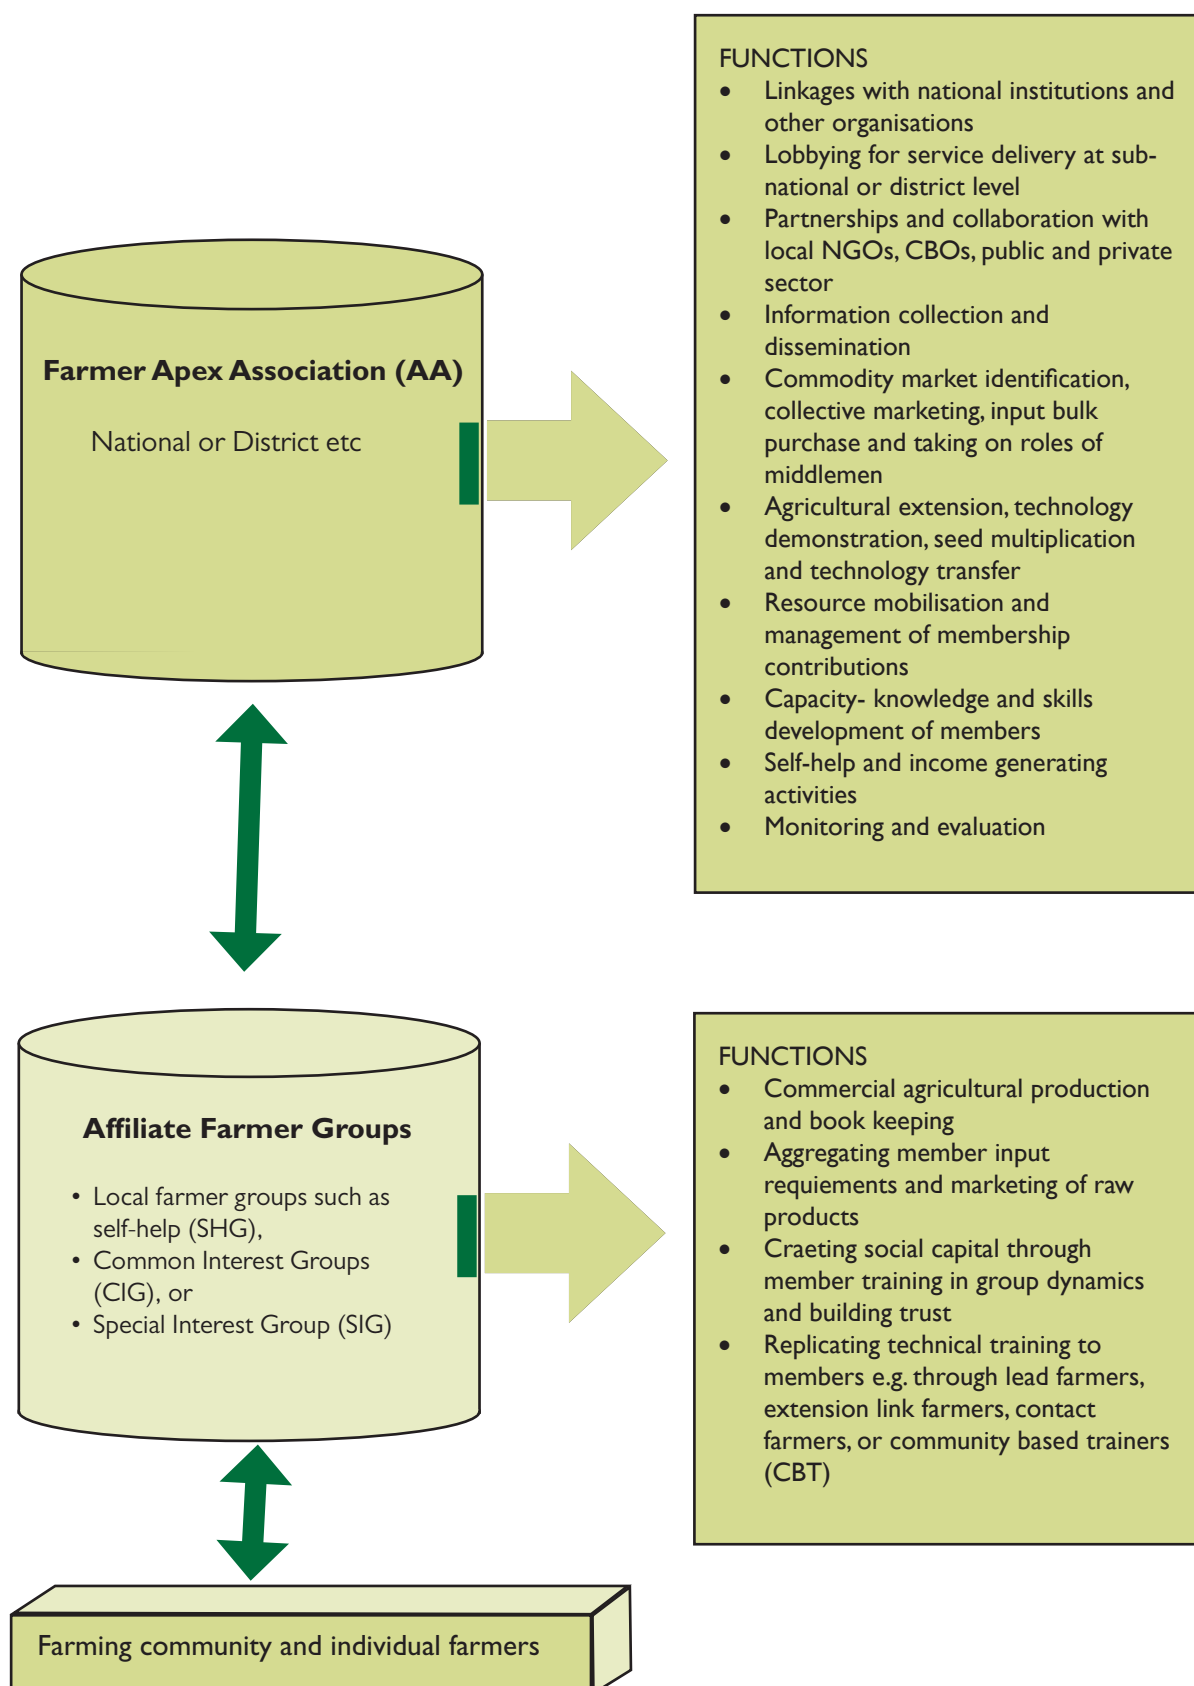 Farmer Apex Association (AA)
National or District etc
FUNCTIONS
• Linkages with national institutions and
other organisations
• Lobbying for service delivery at sub-
national or district level
• Partnerships and collaboration with
local NGOs, CBOs, public and private
sector
• Information collection and
dissemination
• Commodity market identification,
collective marketing, input bulk
purchase and taking on roles of
middlemen
• Agricultural extension, technology
demonstration, seed multiplication
and technology transfer
• Resource mobilisation and
management of membership
contributions
• Capacity- knowledge and skills
development of members
• Self-help and income generating
activities
• Monitoring and evaluation
Affiliate Farmer Groups
• Local farmer groups such as
self-help (SHG),
• Common Interest Groups
(CIG), or
• Special Interest Group (SIG)
FUNCTIONS
• Commercial agricultural production
and book keeping
• Aggregating member input
requiements and marketing of raw
products
• Craeting social capital through
member training in group dynamics
and building trust
• Replicating technical training to
members e.g. through lead farmers,
extension link farmers, contact
farmers, or community based trainers
(CBT)
Farming community and individual farmers